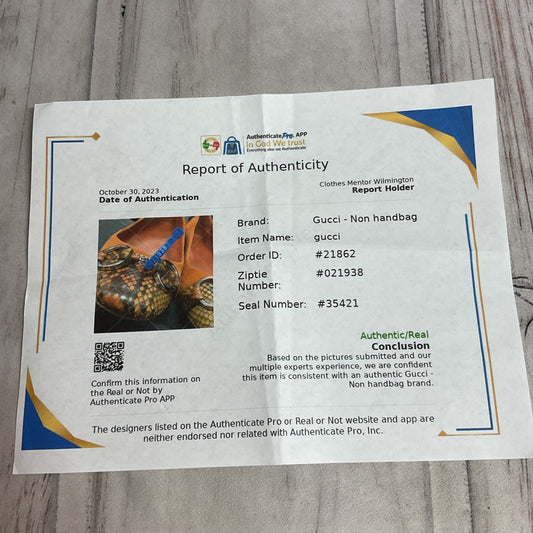 AuthenticatePro. APP
In God We trust
Everything else we Authenticate
Report of Authenticity
October 30, 2023
Date of Authentication
Clothes Mentor Wilmington
Report Holder
Brand: Gucci - Non handbag
Item Name: gucci
Order ID: #21862
Ziptie Number: #021938
Seal Number: #35421
Authentic/Real
Conclusion
Based on the pictures submitted and our
multiple experts experience, we are confident
this item is consistent with an authentic Gucci -
Non handbag brand.
Confirm this information on
the Real or Not by
Authenticate Pro APP
The designers listed on the Authenticate Pro or Real or Not website and app are
neither endorsed nor related with Authenticate Pro, Inc.